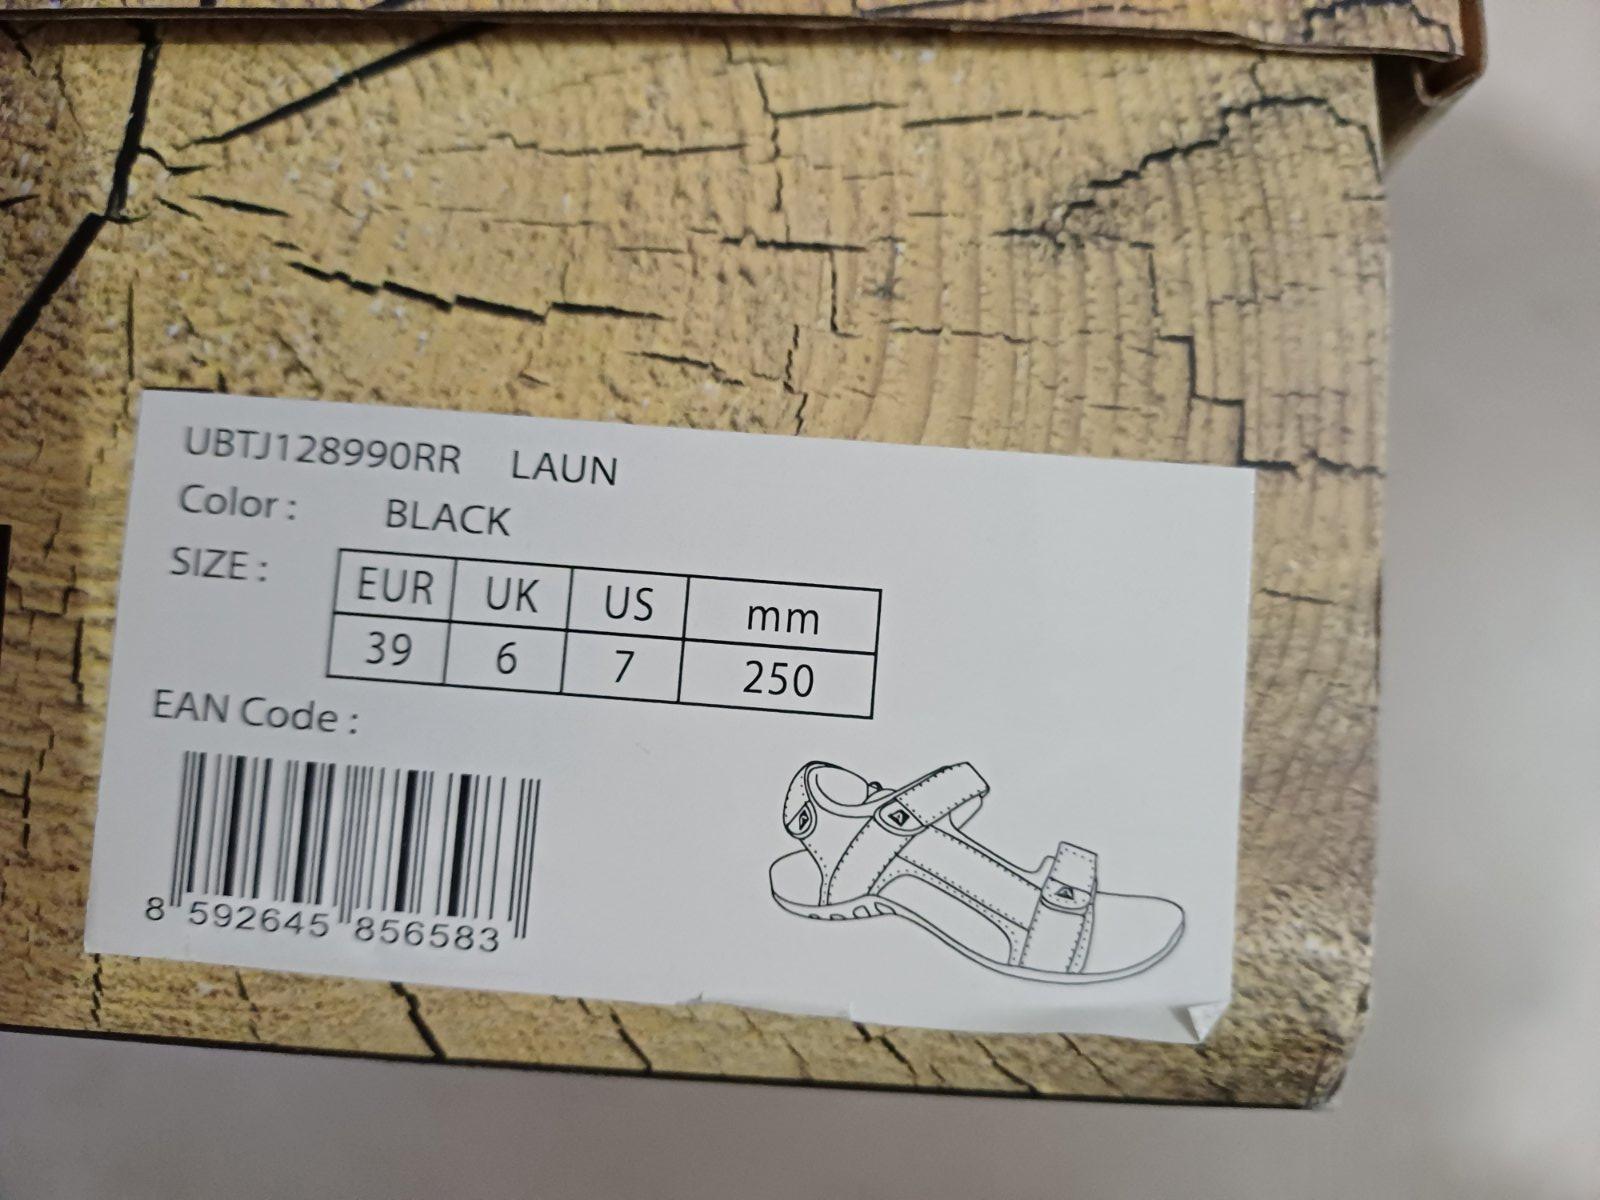 UBTJ128990RR LAUN
Color : BLACK
SIZE :
EUR UK US mm
39 6 7 250
EAN Code :
8 592645 856583